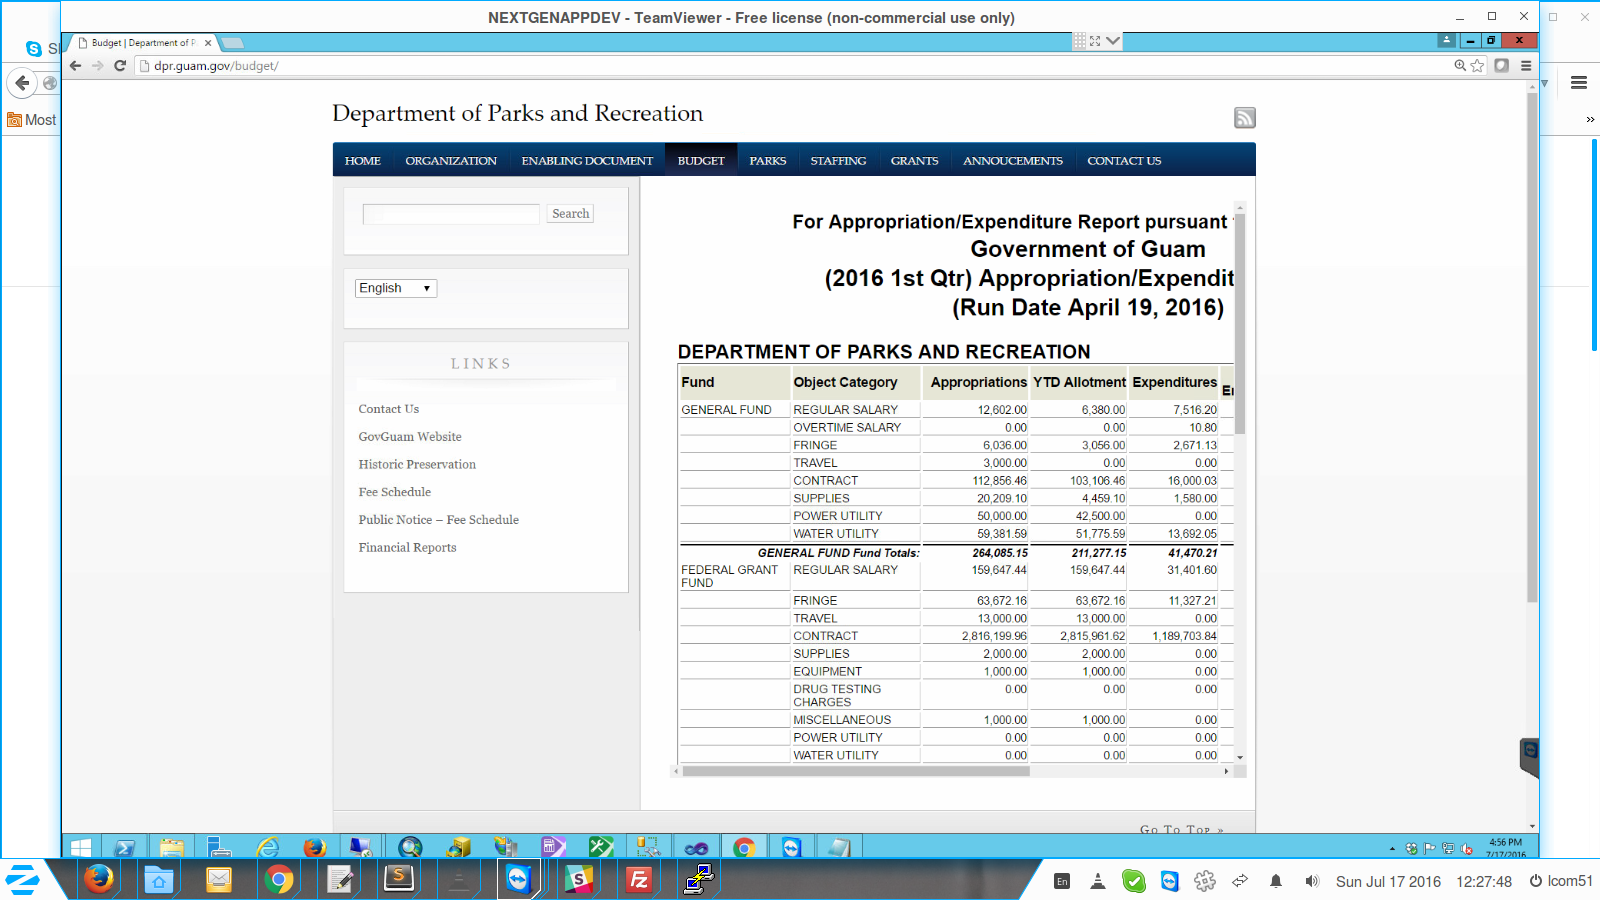 NEXTGENAPPDEV - TeamViewer - Free license (non-commercial use only)
Budget | Department of P
dpr.guam.gov/budget/
Most
Department of Parks and Recreation
HOME ORGANIZATION ENABLING DOCUMENT BUDGET PARKS STAFFING GRANTS ANNOUCEMENTS CONTACT US
Search
English
LINKS
Contact Us
GovGuam Website
Historic Preservation
Fee Schedule
Public Notice – Fee Schedule
Financial Reports
For Appropriation/Expenditure Report pursuant
Government of Guam
(2016 1st Qtr) Appropriation/Expendit
(Run Date April 19, 2016)
DEPARTMENT OF PARKS AND RECREATION
Fund Object Category Appropriations YTD Allotment Expenditures
GENERAL FUND REGULAR SALARY 12,602.00 6,380.00 7,516.20
OVERTIME SALARY 0.00 0.00 10.80
FRINGE 6,036.00 3,056.00 2,671.13
TRAVEL 3,000.00 0.00 0.00
CONTRACT 112,856.46 103,106.46 16,000.03
SUPPLIES 20,209.10 4,459.10 1,580.00
POWER UTILITY 50,000.00 42,500.00 0.00
WATER UTILITY 59,381.59 51,775.59 13,692.05
GENERAL FUND Fund Totals: 264,085.15 211,277.15 41,470.21
FEDERAL GRANT FUND REGULAR SALARY 159,647.44 159,647.44 31,401.60
FRINGE 63,672.16 63,672.16 11,327.21
TRAVEL 13,000.00 13,000.00 0.00
CONTRACT 2,816,199.96 2,815,961.62 1,189,703.84
SUPPLIES 2,000.00 2,000.00 0.00
EQUIPMENT 1,000.00 1,000.00 0.00
DRUG TESTING CHARGES 0.00 0.00 0.00
MISCELLANEOUS 1,000.00 1,000.00 0.00
POWER UTILITY 0.00 0.00 0.00
WATER UTILITY 0.00 0.00 0.00
GO TO TOP »
4:56 PM
7/17/2016
En
Sun Jul 17 2016 12:27:48 lcom51